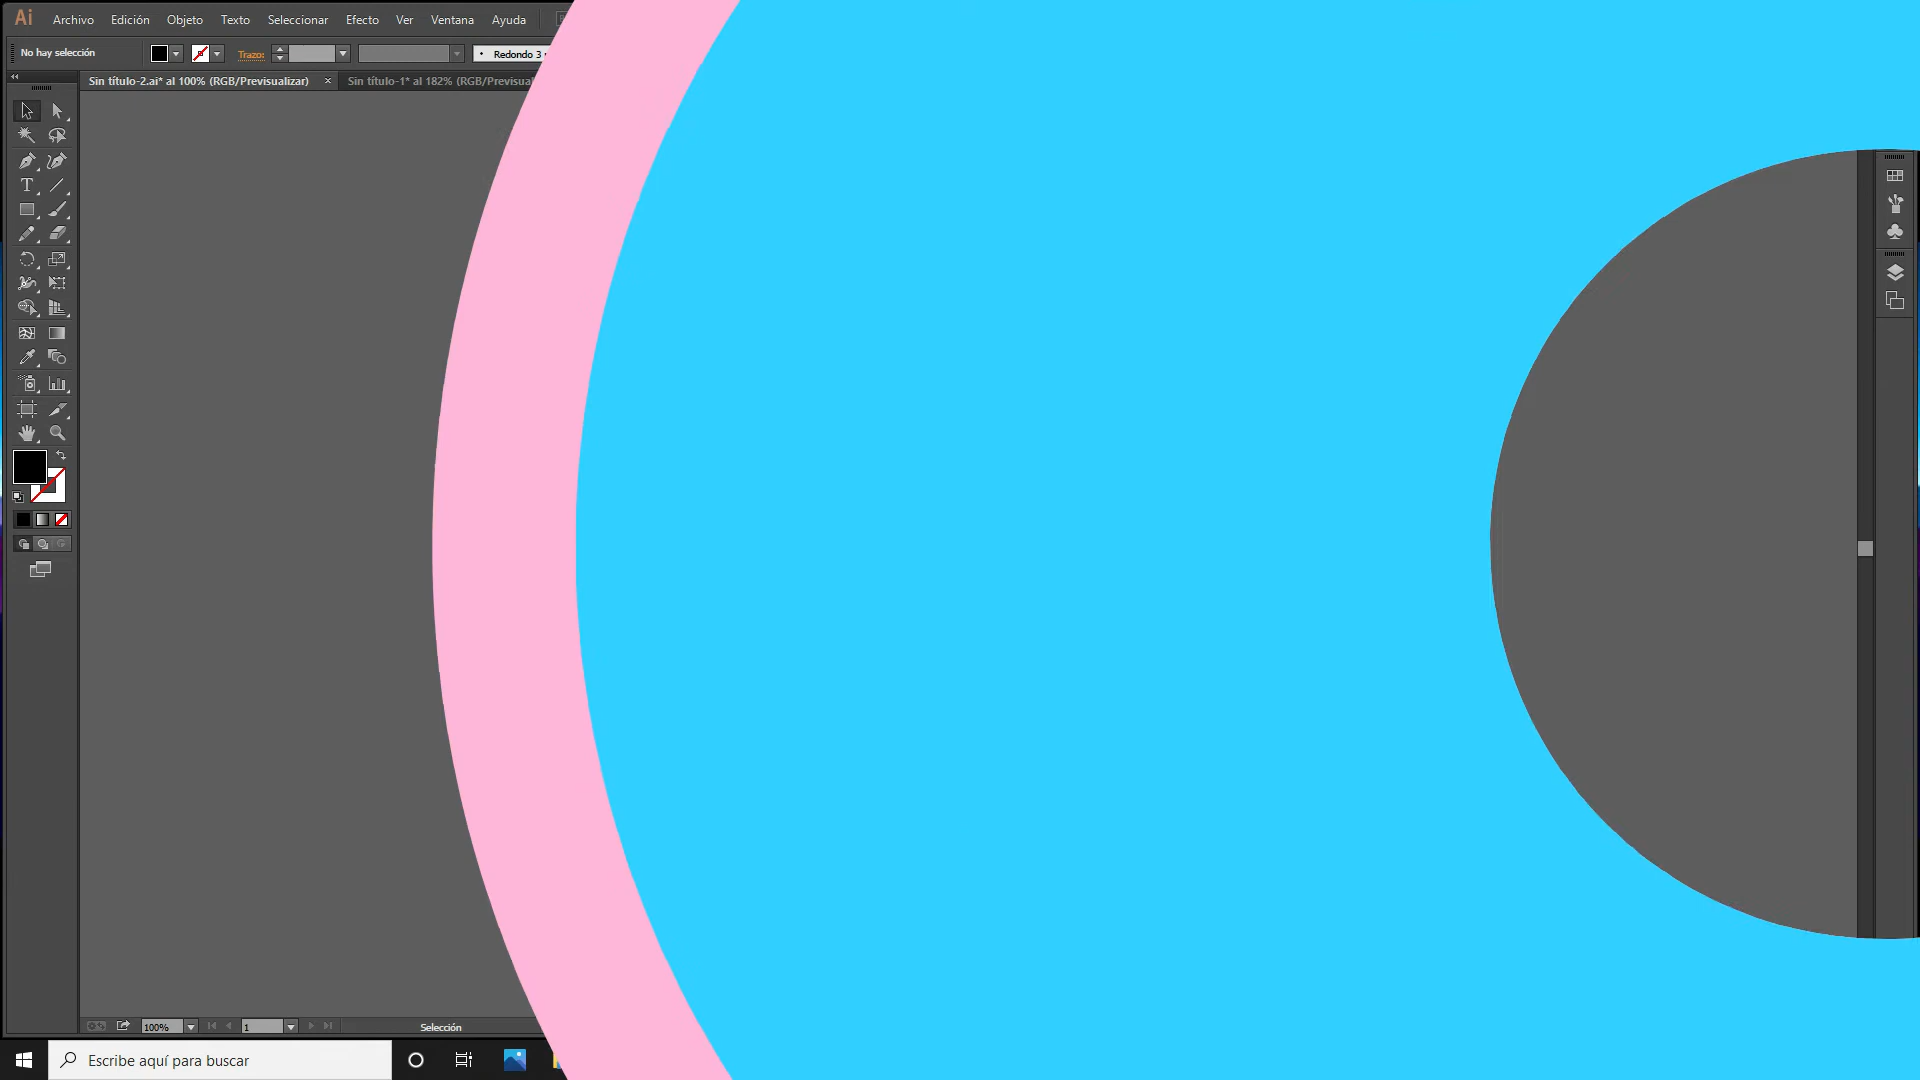 Ai Archivo Edición Objeto Texto Seleccionar Efecto Ver Ventana Ayuda
No hay selección Trazo: Redondo 3
Sin título-2.ai* al 100% (RGB/Previsualizar) × Sin título-1* al 182% (RGB/Previsua
100% 1 Selección
Escribe aquí para buscar